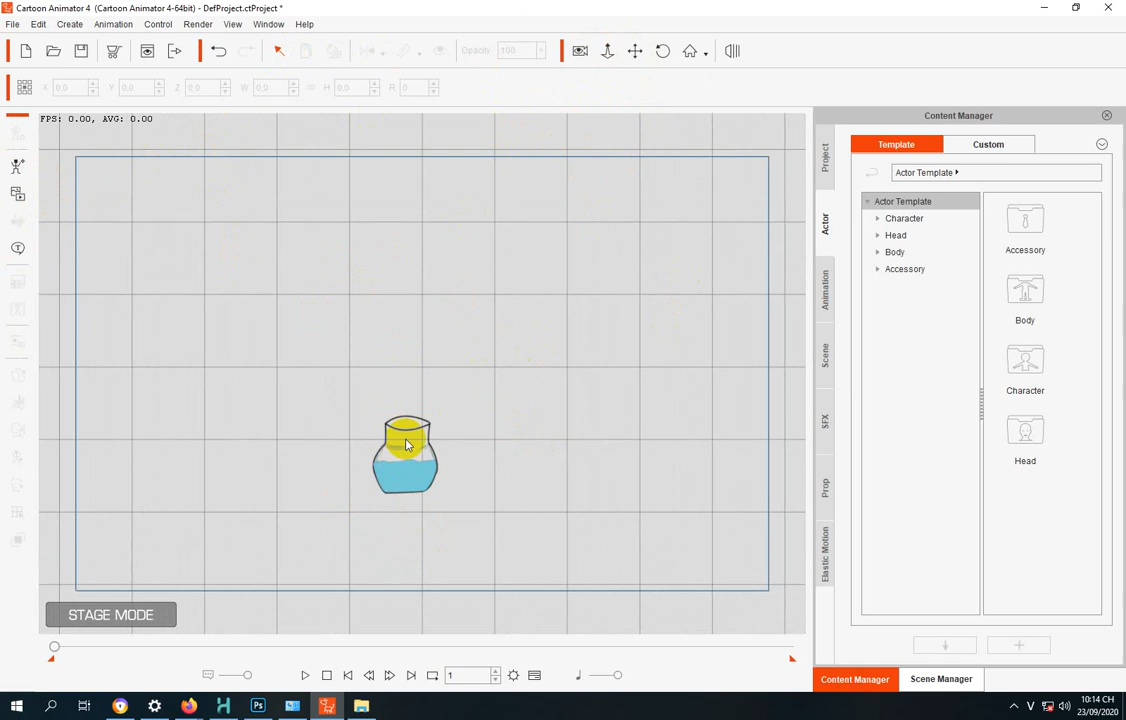 Cartoon Animator 4 (Cartoon Animator 4-64bit) - DefProject.ctProject *
File Edit Create Animation Control Render View Window Help
Opacity 100
X 0.0 Y 0.0 Z 0.0 W 0.0 H 0.0 R 0
FPS: 0.00, AVG: 0.00
STAGE MODE
1
Content Manager
Template Custom
Actor Template
Actor Template
Character
Head
Body
Accessory
Accessory
Body
Character
Head
Project
Actor
Animation
Scene
SFX
Prop
Elastic Motion
Content Manager Scene Manager
Ps
V
10:14 CH
23/09/2020